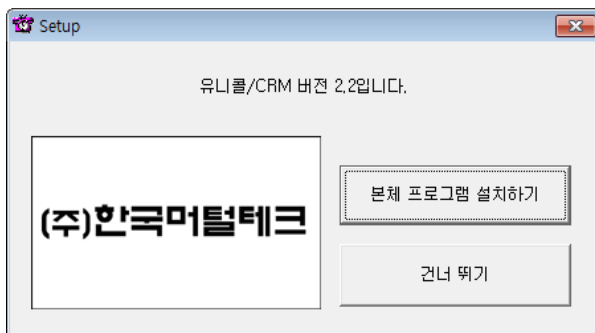 Setup
유니콜/CRM 버전 2.2입니다.
(주)한국머털테크
본체 프로그램 설치하기
건너 뛰기